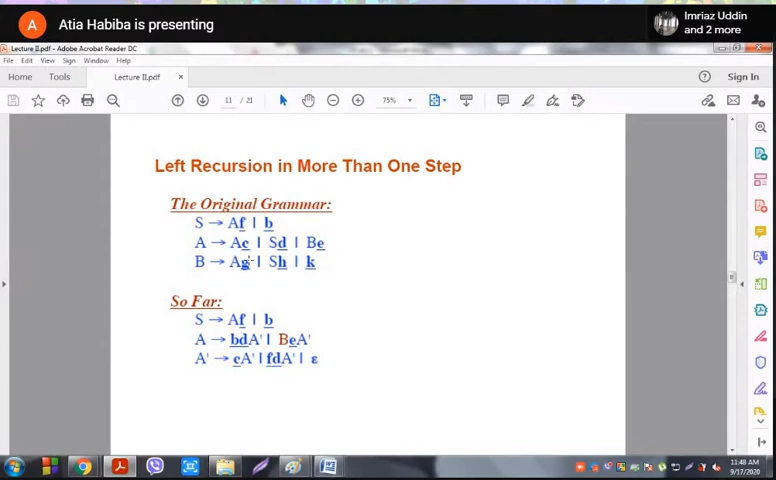 A Atia Habiba is presenting
Imriaz Uddin
and 2 more
Lecture II.pdf - Adobe Acrobat Reader DC
File Edit View Sign Window Help
Home Tools Lecture II.pdf × Sign In
11 / 21 75%
Left Recursion in More Than One Step
The Original Grammar:
S → Af | b
A → Ac | Sd | Be
B → Ag | Sh | k
So Far:
S → Af | b
A → bdA' | BeA'
A' → cA' | fdA' | ε
11:48 AM
9/17/2020